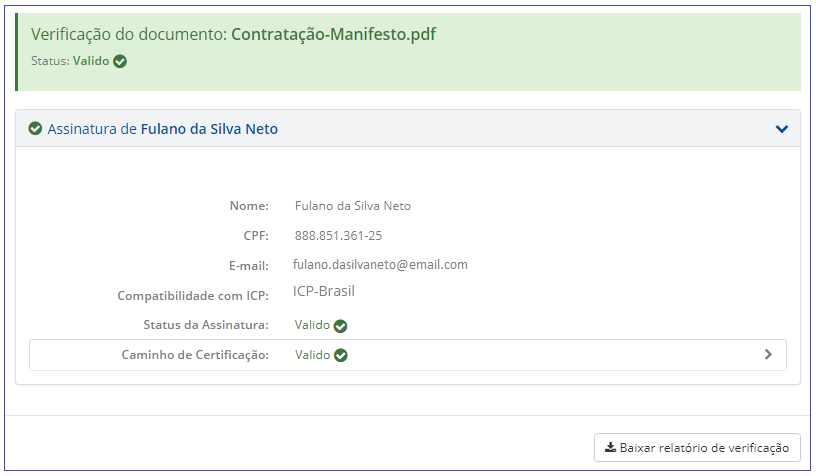 Verificação do documento: Contratação-Manifesto.pdf
Status: Valido
Assinatura de Fulano da Silva Neto
Nome: Fulano da Silva Neto
CPF: 888.851.361-25
E-mail: fulano.dasilvaneto@email.com
Compatibilidade com ICP: ICP-Brasil
Status da Assinatura: Valido
Caminho de Certificação: Valido
Baixar relatório de verificação